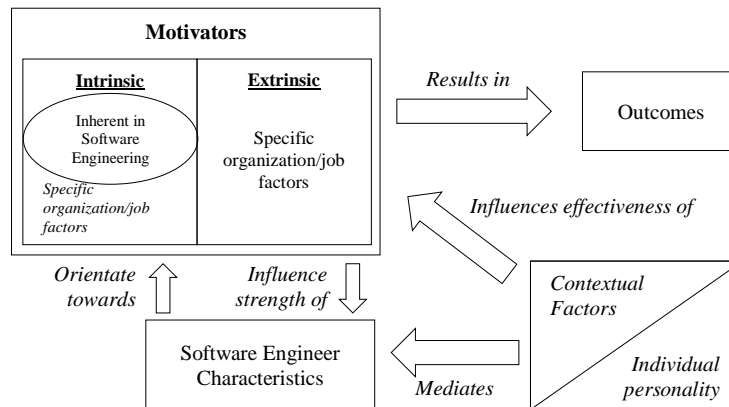 Motivators
Intrinsic
Inherent in
Software
Engineering
Specific
organization/job
factors
Extrinsic
Specific
organization/job
factors
Results in
Outcomes
Influences effectiveness of
Orientate
towards
Influence
strength of
Contextual
Factors
Individual
personality
Software Engineer
Characteristics
Mediates